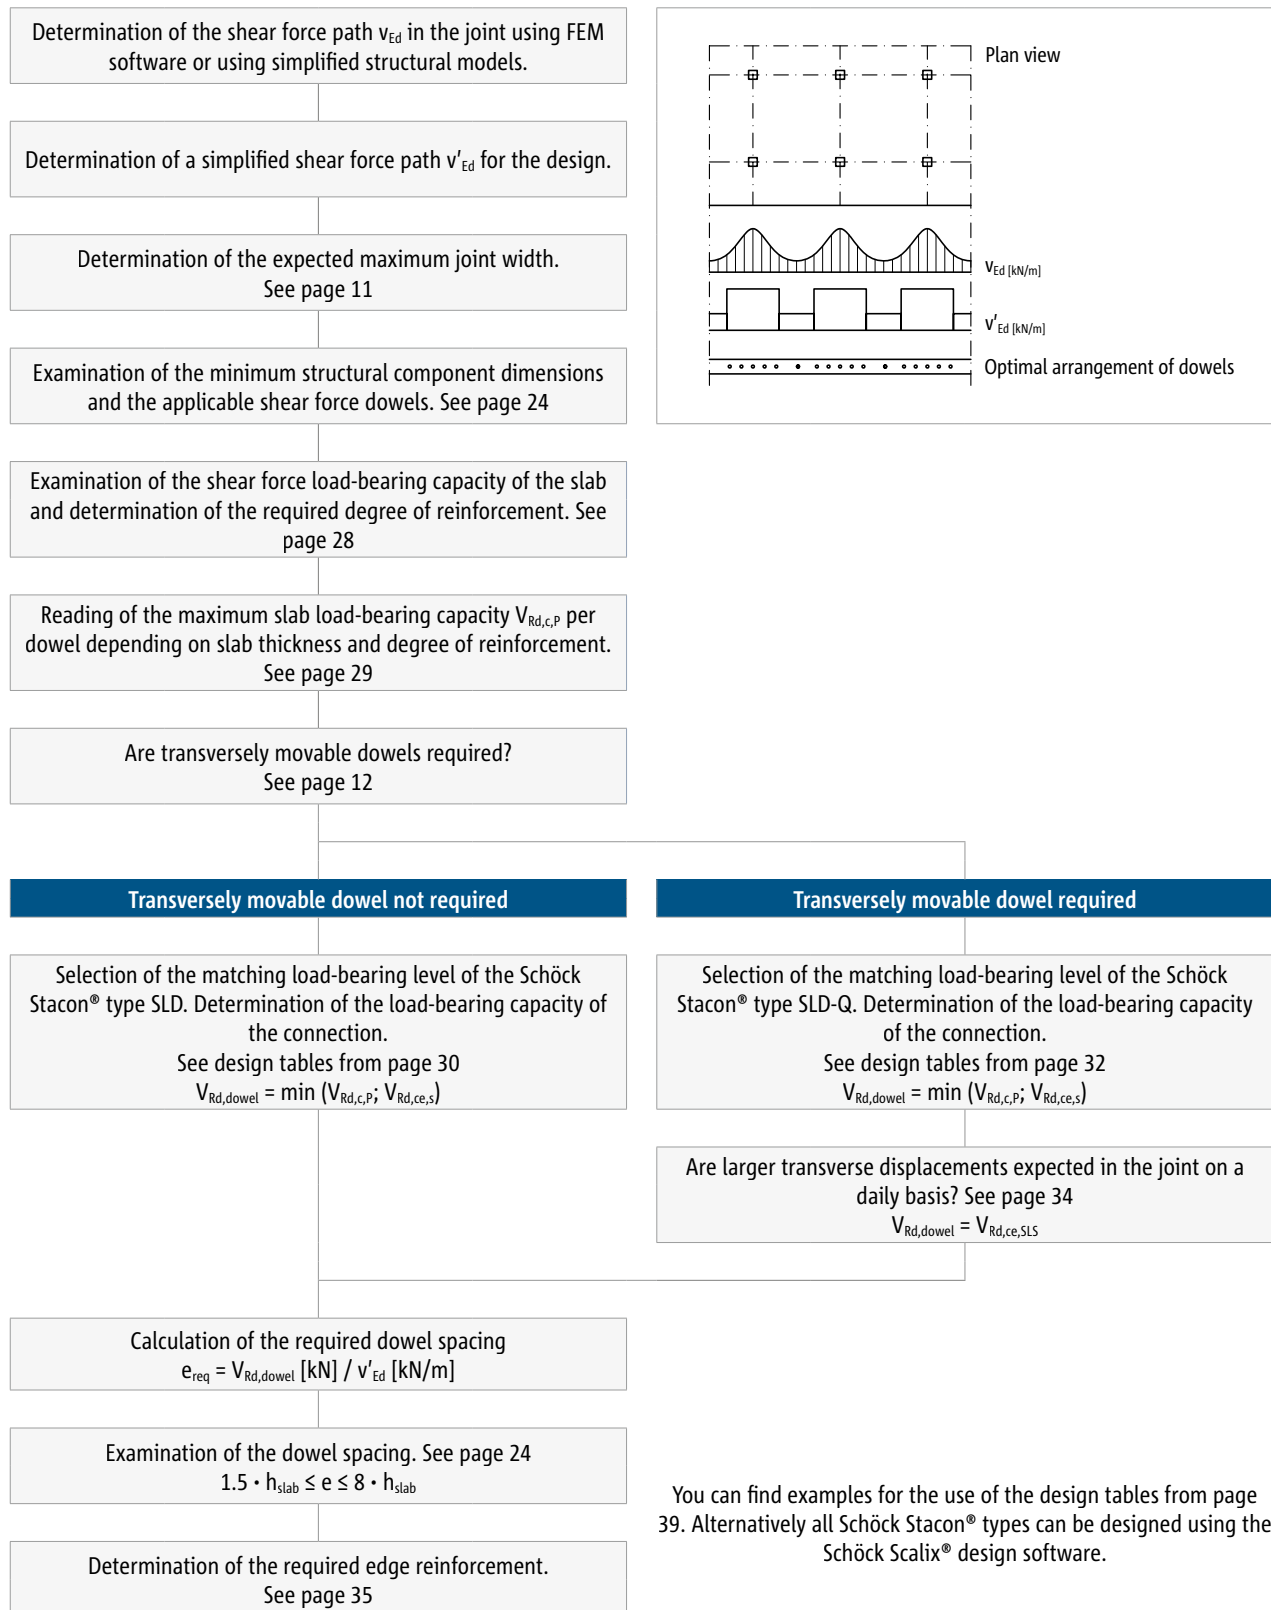 Determination of the shear force path vEd in the joint using FEM
software or using simplified structural models.
Determination of a simplified shear force path v'Ed for the design.
Determination of the expected maximum joint width.
See page 11
Examination of the minimum structural component dimensions
and the applicable shear force dowels. See page 24
Examination of the shear force load-bearing capacity of the slab
and determination of the required degree of reinforcement. See
page 28
Reading of the maximum slab load-bearing capacity VRd,c,P per
dowel depending on slab thickness and degree of reinforcement.
See page 29
Are transversely movable dowels required?
See page 12
Plan view
vEd [kN/m]
v'Ed [kN/m]
Optimal arrangement of dowels
Transversely movable dowel not required
Selection of the matching load-bearing level of the Schöck
Stacon® type SLD. Determination of the load-bearing capacity of
the connection.
See design tables from page 30
VRd,dowel = min (VRd,c,P; VRd,ce,s)
Transversely movable dowel required
Selection of the matching load-bearing level of the Schöck
Stacon® type SLD-Q. Determination of the load-bearing capacity
of the connection.
See design tables from page 32
VRd,dowel = min (VRd,c,P; VRd,ce,s)
Are larger transverse displacements expected in the joint on a
daily basis? See page 34
VRd,dowel = VRd,ce,SLS
Calculation of the required dowel spacing
ereq = VRd,dowel [kN] / v'Ed [kN/m]
Examination of the dowel spacing. See page 24
1.5 · hslab ≤ e ≤ 8 · hslab
Determination of the required edge reinforcement.
See page 35
You can find examples for the use of the design tables from page
39. Alternatively all Schöck Stacon® types can be designed using the
Schöck Scalix® design software.